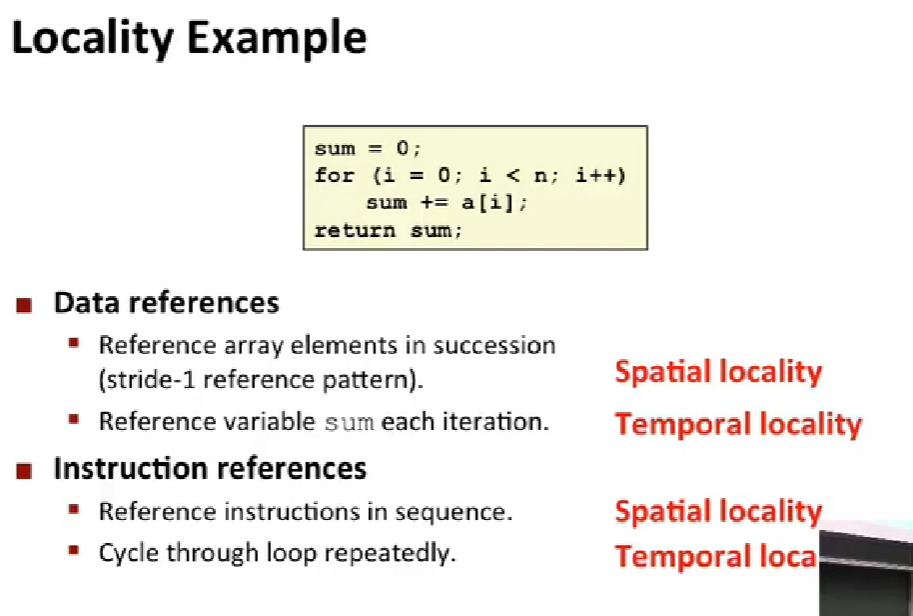 Locality Example
sum = 0;
for (i = 0; i < n; i++)
sum += a[i];
return sum;
Data references
Reference array elements in succession
(stride-1 reference pattern).
Spatial locality
Reference variable sum each iteration.
Temporal locality
Instruction references
Reference instructions in sequence.
Spatial locality
Cycle through loop repeatedly.
Temporal loca